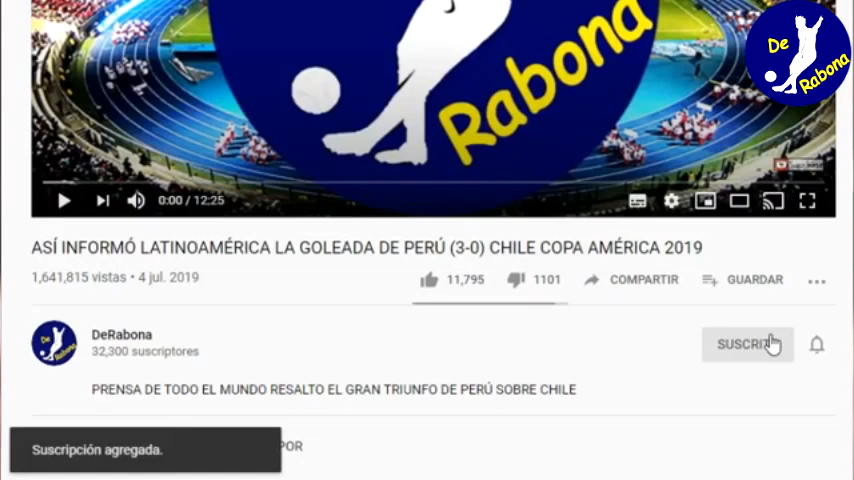 De
Rabona
Rabona
0:00 / 12:25
ASÍ INFORMÓ LATINOAMÉRICA LA GOLEADA DE PERÚ (3-0) CHILE COPA AMÉRICA 2019
1,641,815 vistas • 4 jul. 2019
11,795
1101
COMPARTIR
GUARDAR
De
Rabona
DeRabona
32,300 suscriptores
PRENSA DE TODO EL MUNDO RESALTO EL GRAN TRIUNFO DE PERÚ SOBRE CHILE
Suscripción agregada.
POR